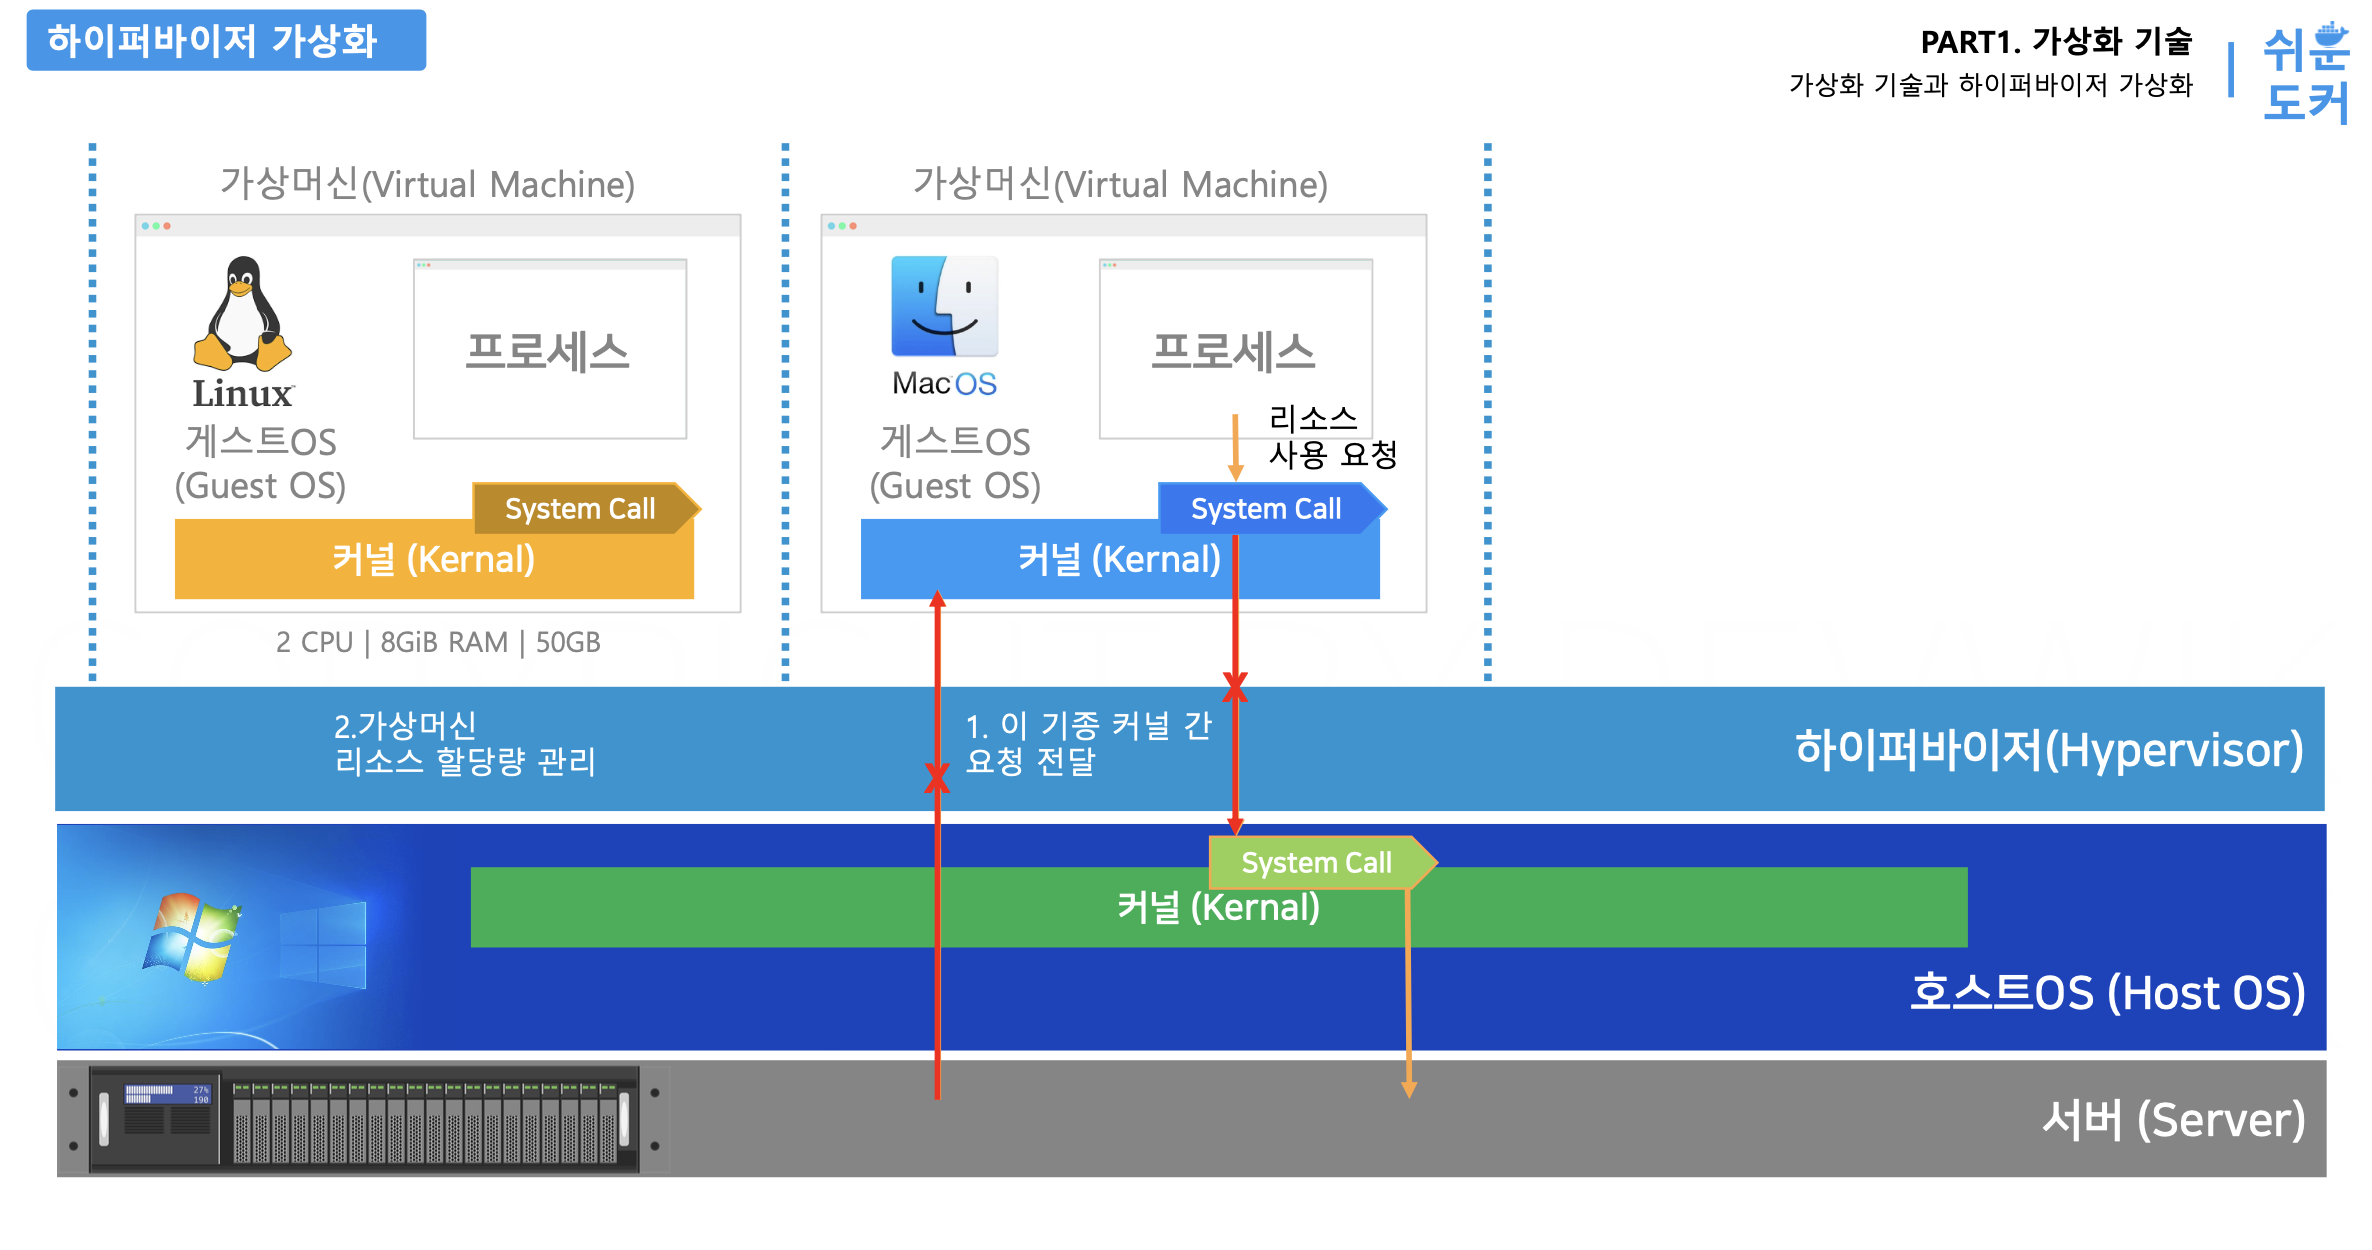 하이퍼바이저 가상화
PART1. 가상화 기술
가상화 기술과 하이퍼바이저 가상화
쉬운
도커
가상머신(Virtual Machine)
Linux
게스트OS
(Guest OS)
프로세스
System Call
커널 (Kernal)
2 CPU | 8GiB RAM | 50GB
가상머신(Virtual Machine)
MacOS
게스트OS
(Guest OS)
프로세스
리소스
사용 요청
System Call
커널 (Kernal)
2.가상머신
리소스 할당량 관리
1. 이 기종 커널 간
요청 전달
하이퍼바이저(Hypervisor)
System Call
커널 (Kernal)
호스트OS (Host OS)
27%
190
서버 (Server)